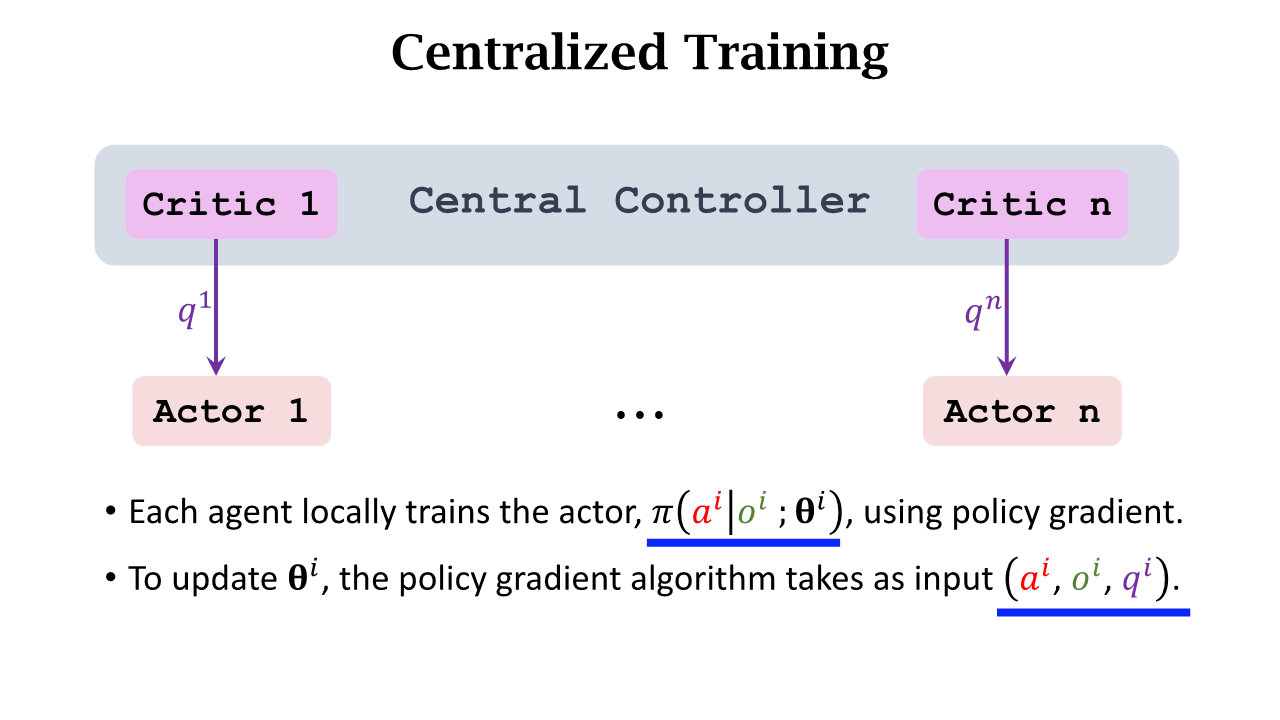 Centralized Training
Critic 1 Central Controller Critic n
q¹ qⁿ
Actor 1 … Actor n
• Each agent locally trains the actor, π(aⁱ|oⁱ ; θⁱ), using policy gradient.
• To update θⁱ, the policy gradient algorithm takes as input (aⁱ, oⁱ, qⁱ).